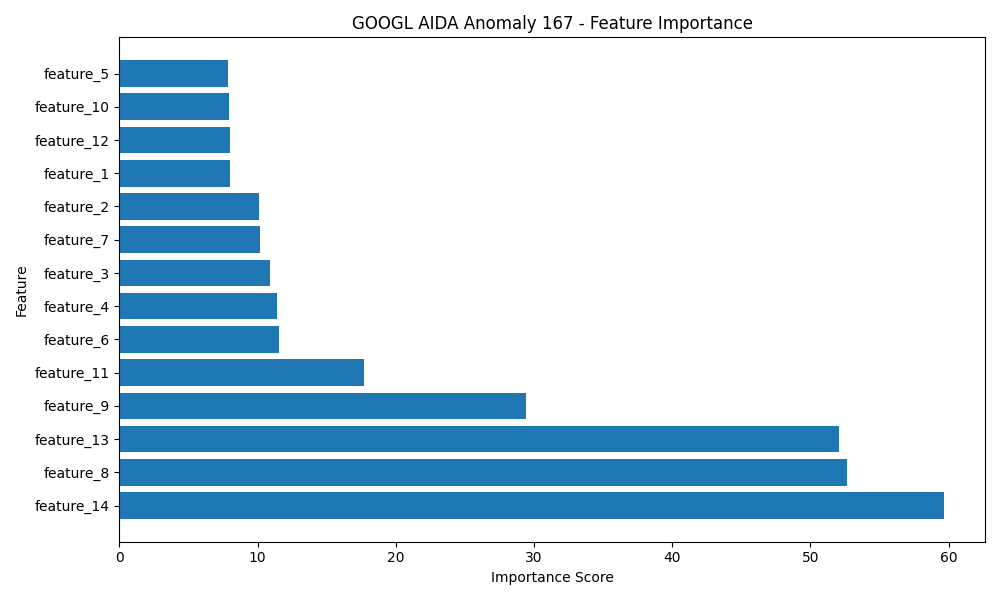 GOOGL AIDA Anomaly 167 - Feature Importance
Feature
feature_5
feature_10
feature_12
feature_1
feature_2
feature_7
feature_3
feature_4
feature_6
feature_11
feature_9
feature_13
feature_8
feature_14
0 10 20 30 40 50 60
Importance Score